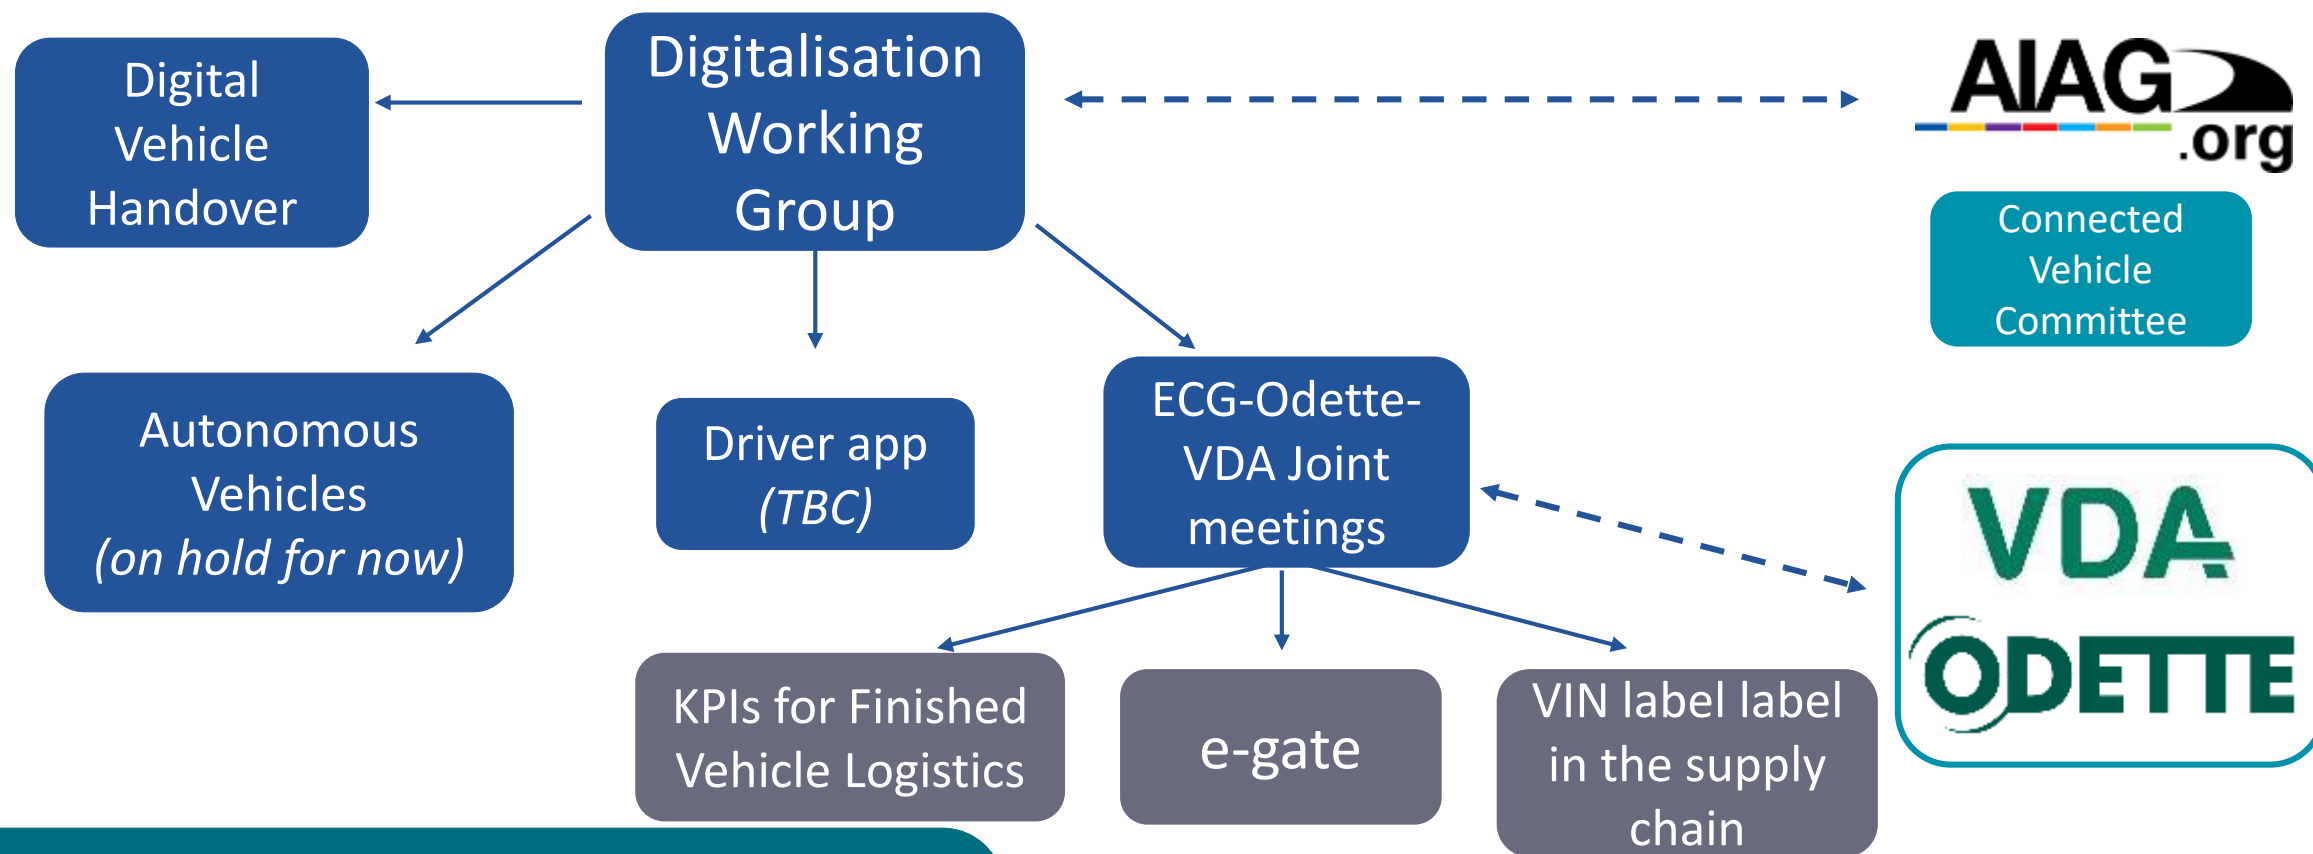 Digital
Vehicle
Handover
Digitalisation
Working
Group
AIAG
.org
Connected
Vehicle
Committee
Autonomous
Vehicles
(on hold for now)
Driver app
(TBC)
ECG-Odette-
VDA Joint
meetings
VDA
ODETTE
KPIs for Finished
Vehicle Logistics
e-gate
VIN label label
in the supply
chain